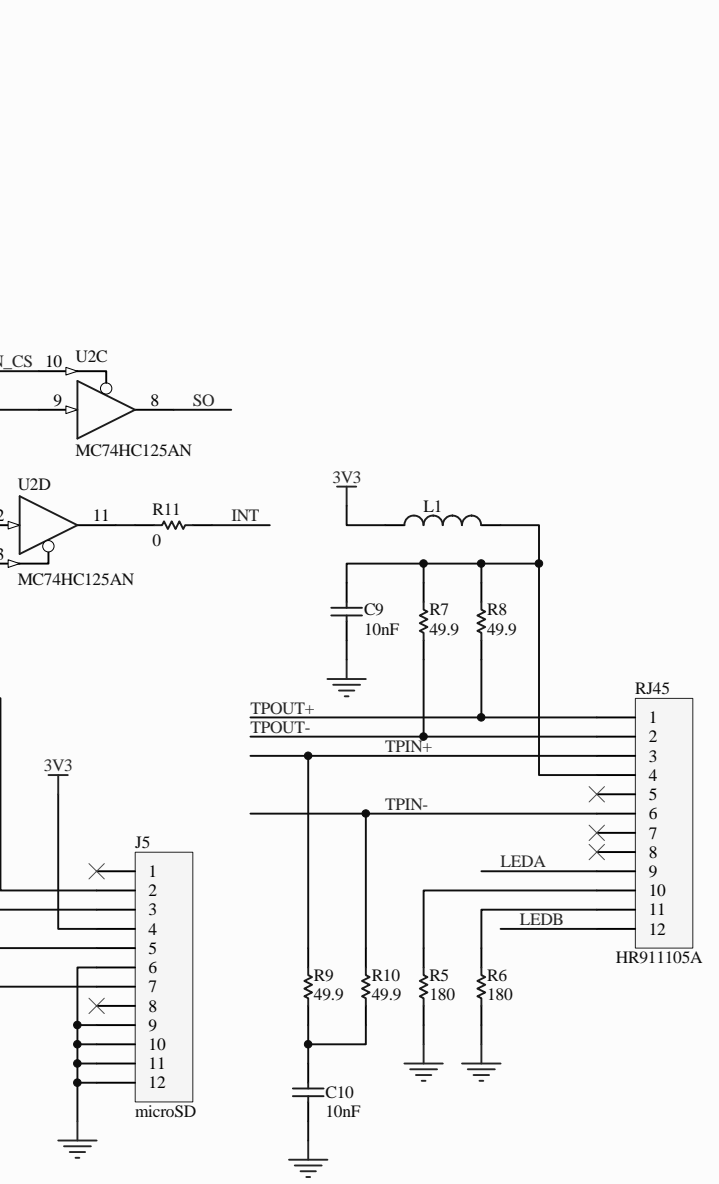 _CS 10 U2C
9
8 SO
MC74HC125AN
U2D
11 R11 INT
0
MC74HC125AN
3V3
L1
C9
10nF
R7
49.9
R8
49.9
RJ45
TPOUT+
TPOUT-
TPIN+
TPIN-
1
2
3
4
5
6
7
8
9
10
11
12
LEDA
LEDB
HR911105A
3V3
J5
1
2
3
4
5
6
7
8
9
10
11
12
microSD
R9
49.9
R10
49.9
R5
180
R6
180
C10
10nF